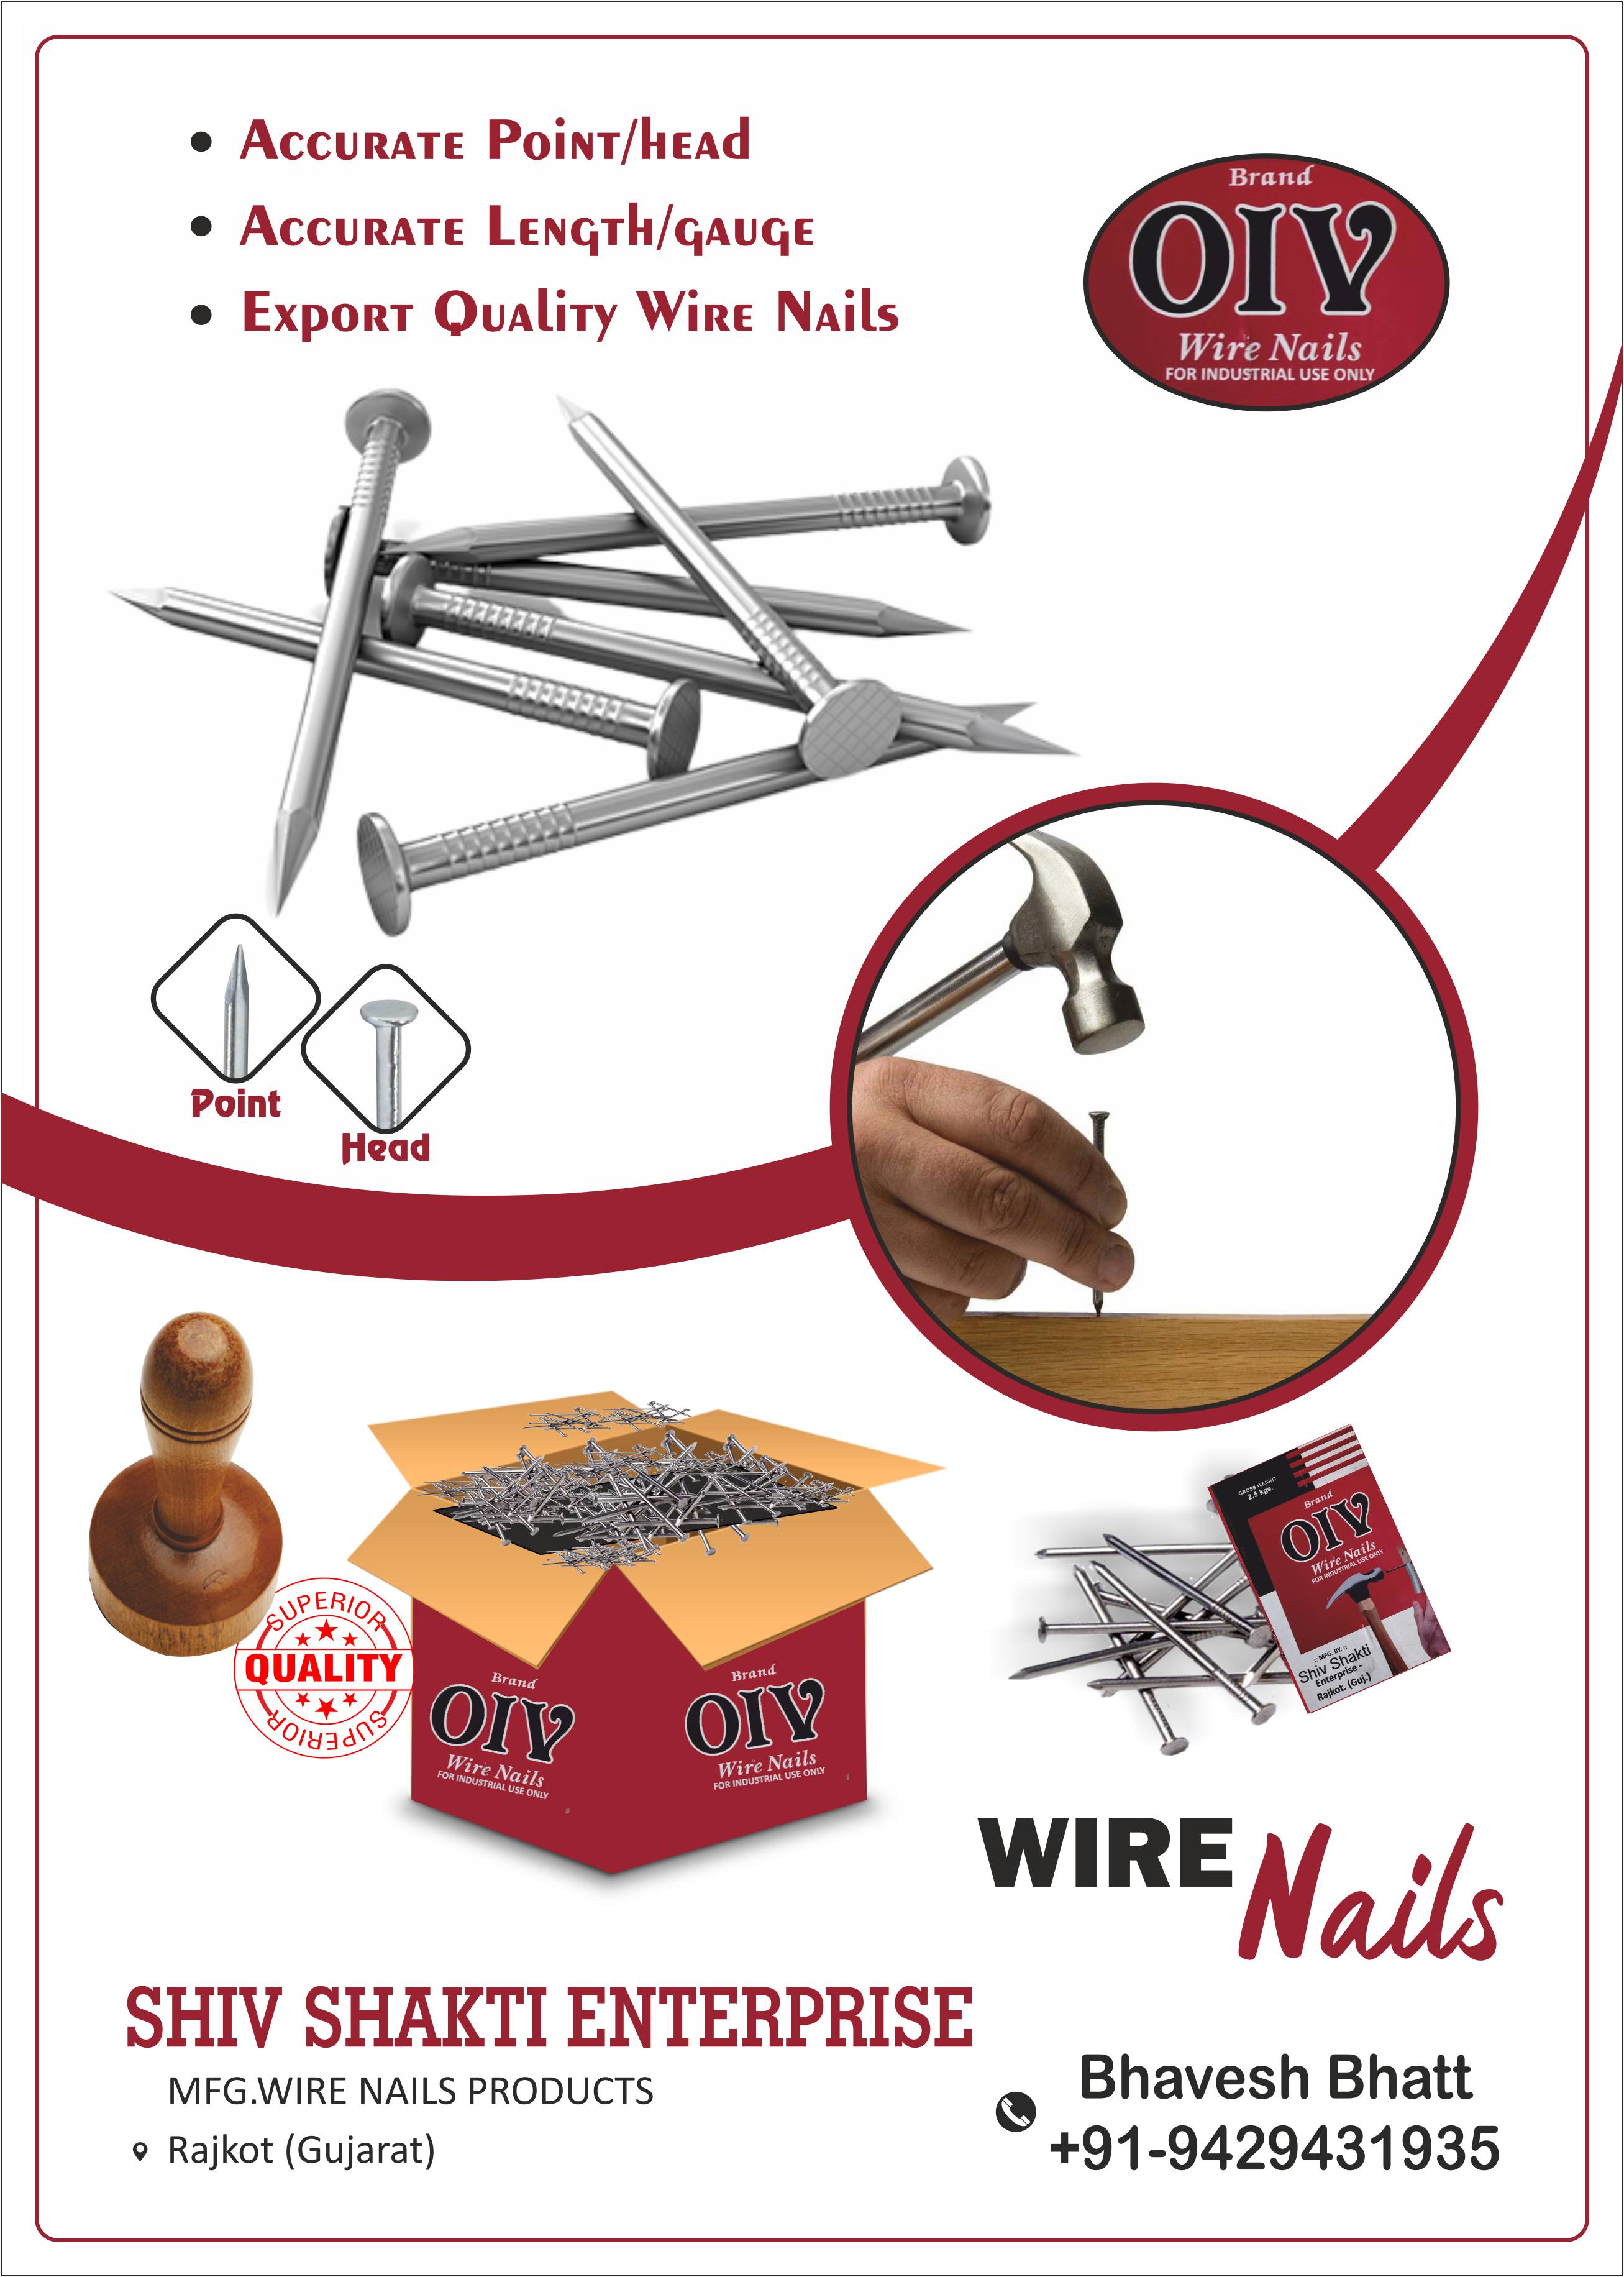 • Accurate Point/head
• Accurate Length/gauge
• Export Quality Wire Nails
Brand
OIV
Wire Nails
FOR INDUSTRIAL USE ONLY
Point
Head
SUPERIOR
QUALITY
SUPERIOR
Brand
OIV
Wire Nails
FOR INDUSTRIAL USE ONLY
Brand
OIV
Wire Nails
FOR INDUSTRIAL USE ONLY
GROSS WEIGHT
2.5 kgs.
Brand
OIV
Wire Nails
FOR INDUSTRIAL USE ONLY
:: MFG. BY. ::
Shiv Shakti
Enterprise -
Rajkot. (Guj.)
WIRE Nails
SHIV SHAKTI ENTERPRISE
MFG.WIRE NAILS PRODUCTS
Rajkot (Gujarat)
Bhavesh Bhatt
+91-9429431935